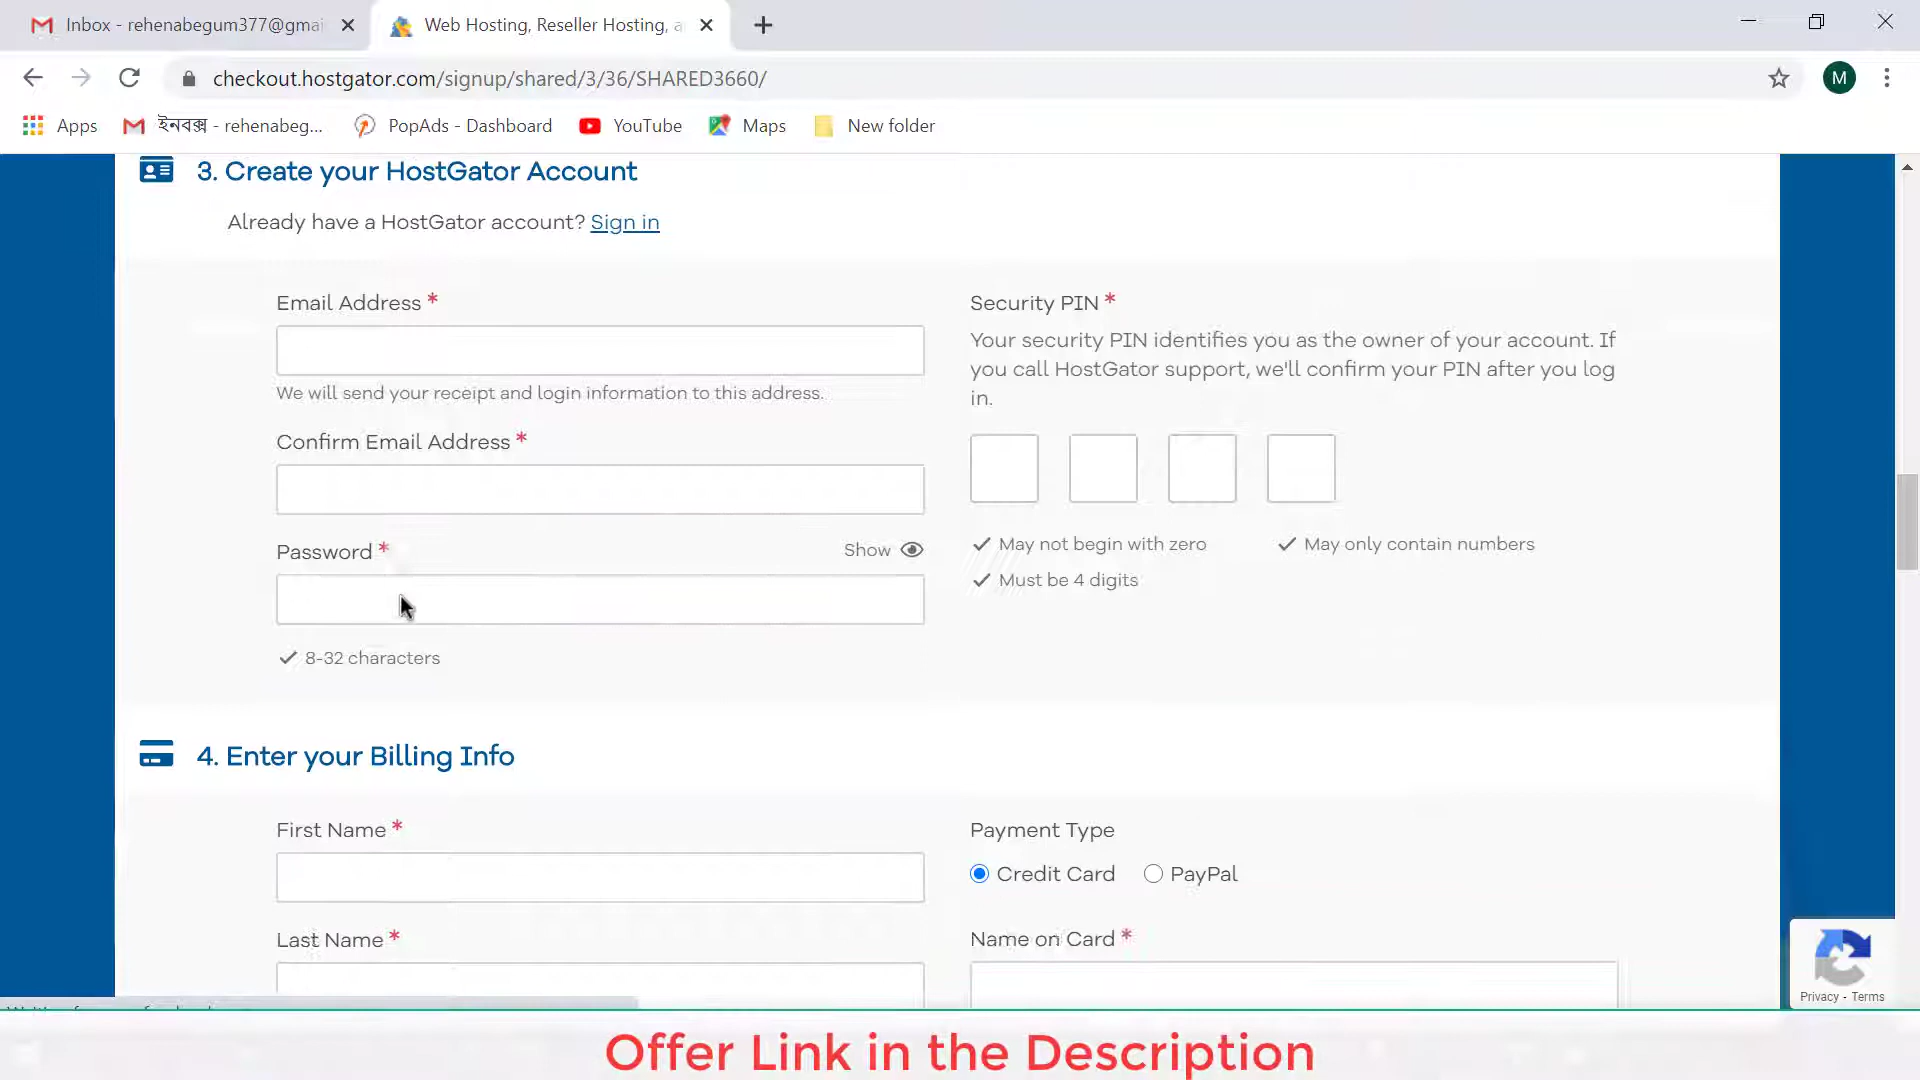 Inbox - rehenabegum377@gmai
Web Hosting, Reseller Hosting, a
checkout.hostgator.com/signup/shared/3/36/SHARED3660/
M
Apps
ইনবক্স - rehenabeg...
PopAds - Dashboard
YouTube
Maps
New folder
3. Create your HostGator Account
Already have a HostGator account? Sign in
Email Address *
We will send your receipt and login information to this address.
Confirm Email Address *
Password *
Show
8-32 characters
Security PIN *
Your security PIN identifies you as the owner of your account. If
you call HostGator support, we'll confirm your PIN after you log
in.
May not begin with zero
May only contain numbers
Must be 4 digits
4. Enter your Billing Info
First Name *
Last Name *
Payment Type
Credit Card
PayPal
Name on Card *
Privacy - Terms
Offer Link in the Description